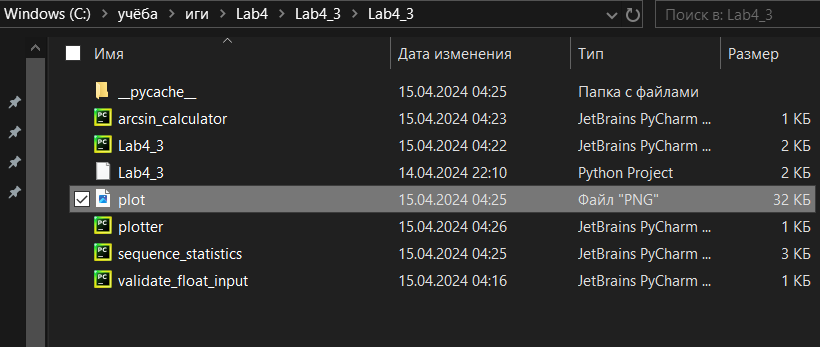 Windows (C:) > учёба > иги > Lab4 > Lab4_3 > Lab4_3 Поиск в: Lab4_3
Имя Дата изменения Тип Размер
__pycache__ 15.04.2024 04:25 Папка с файлами
arcsin_calculator 15.04.2024 04:23 JetBrains PyCharm ... 1 КБ
Lab4_3 15.04.2024 04:22 JetBrains PyCharm ... 2 КБ
Lab4_3 14.04.2024 22:10 Python Project 2 КБ
plot 15.04.2024 04:25 Файл "PNG" 32 КБ
plotter 15.04.2024 04:26 JetBrains PyCharm ... 1 КБ
sequence_statistics 15.04.2024 04:25 JetBrains PyCharm ... 3 КБ
validate_float_input 15.04.2024 04:16 JetBrains PyCharm ... 1 КБ